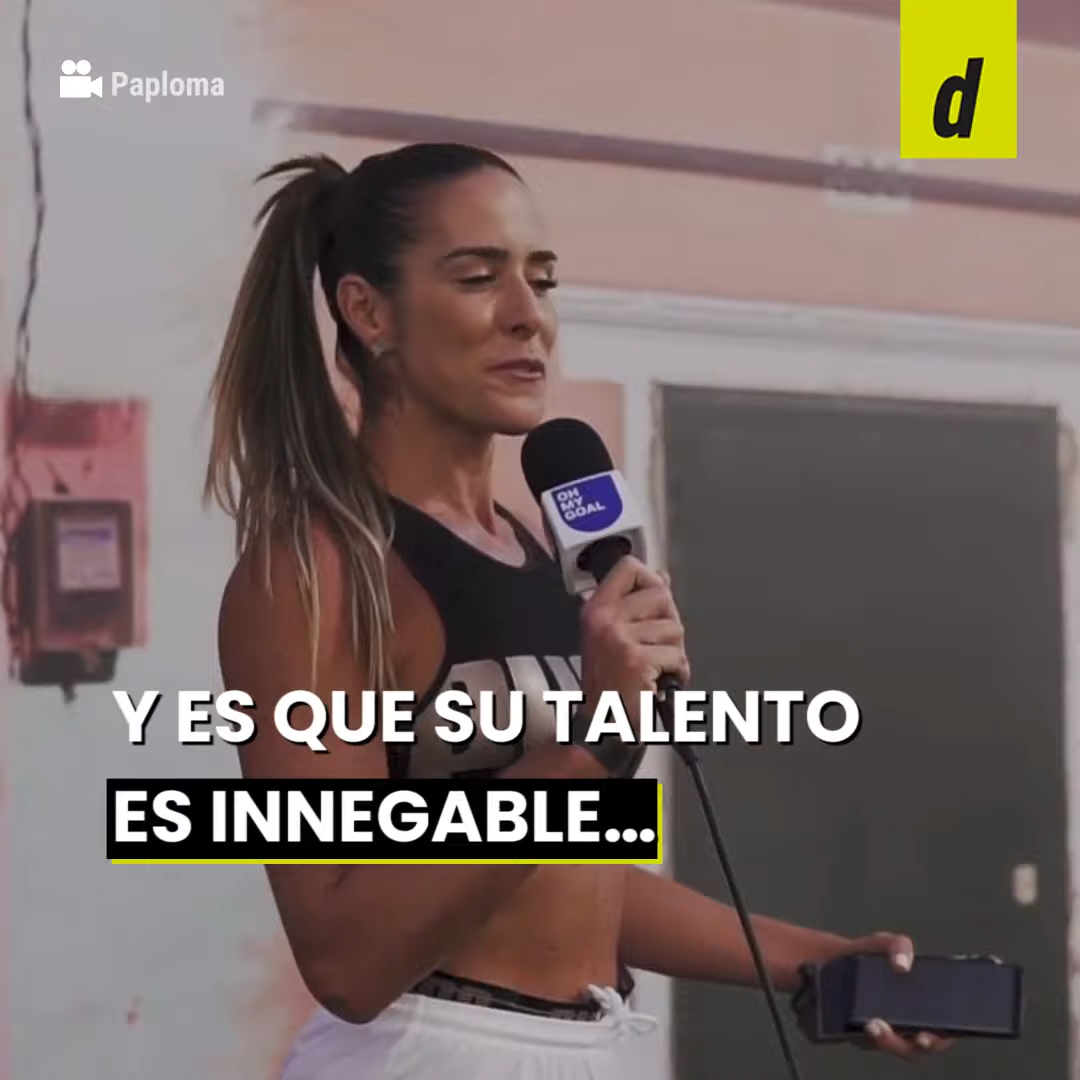 Paploma
d
OH
MY
GOAL
Y ES QUE SU TALENTO
ES INNEGABLE...